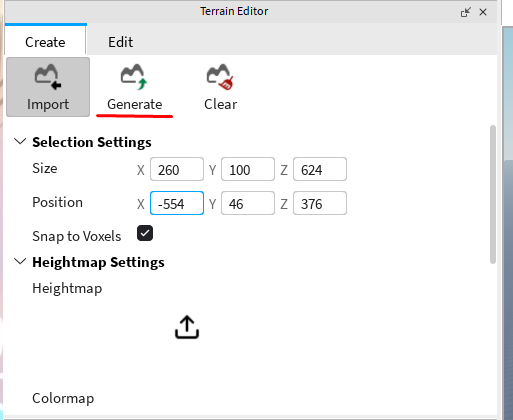 Terrain Editor
Create Edit
Import Generate Clear
Selection Settings
Size X 260 Y 100 Z 624
Position X -554 Y 46 Z 376
Snap to Voxels
Heightmap Settings
Heightmap
Colormap